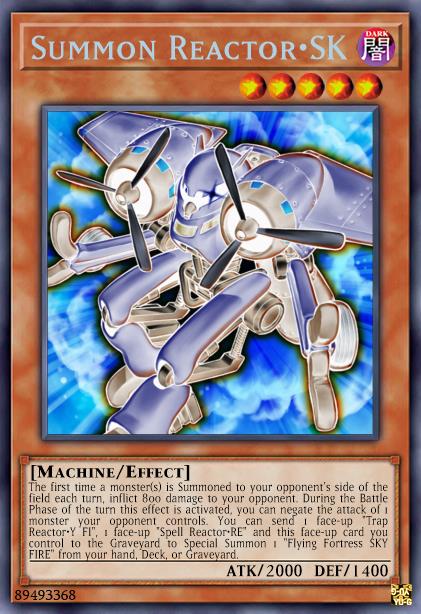 SUMMON REACTOR•SK
DARK
闇
[MACHINE/EFFECT]
The first time a monster(s) is Summoned to your opponent's side of the
field each turn, inflict 800 damage to your opponent. During the Battle
Phase of the turn this effect is activated, you can negate the attack of 1
monster your opponent controls. You can send 1 face-up "Trap
Reactor•Y FI", 1 face-up "Spell Reactor•RE" and this face-up card you
control to the Graveyard to Special Summon 1 "Flying Fortress SKY
FIRE" from your hand, Deck, or Graveyard.
ATK/2000 DEF/1400
89493368